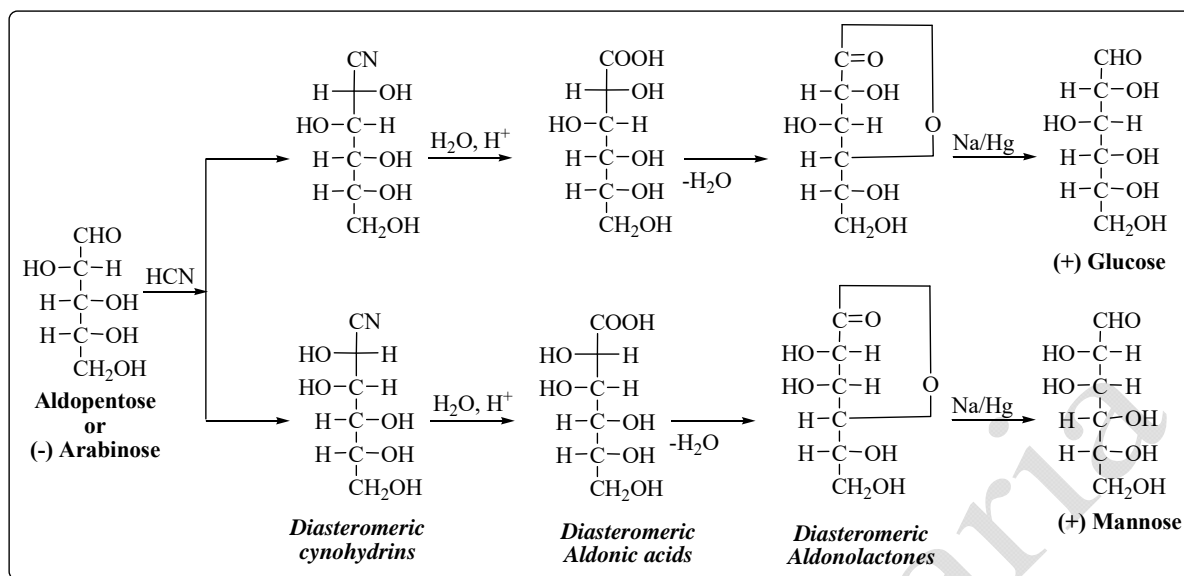 CN
H OH
HO-C-H
H-C-OH
H-C-OH
CH2OH
H2O, H+
COOH
H OH
HO-C-H
H-C-OH
H-C-OH
CH2OH
-H2O
C=O
H-C-OH
HO-C-H
O
H-C
H-C-OH
CH2OH
Na/Hg
CHO
H-C-OH
HO-C-H
H-C-OH
H-C-OH
CH2OH
(+) Glucose
CHO
HO-C-H
H-C-OH
H-C-OH
CH2OH
Aldopentose
or
(-) Arabinose
HCN
CN
HO H
HO-C-H
H-C-OH
H-C-OH
CH2OH
Diasteromeric
cynohydrins
H2O, H+
COOH
HO H
HO-C-H
H-C-OH
H-C-OH
CH2OH
Diasteromeric
Aldonic acids
-H2O
C=O
HO-C-H
HO-C-H
O
H-C
H-C-OH
CH2OH
Diasteromeric
Aldonolactones
Na/Hg
CHO
HO-C-H
HO-C-H
H-C-OH
H-C-OH
CH2OH
(+) Mannose